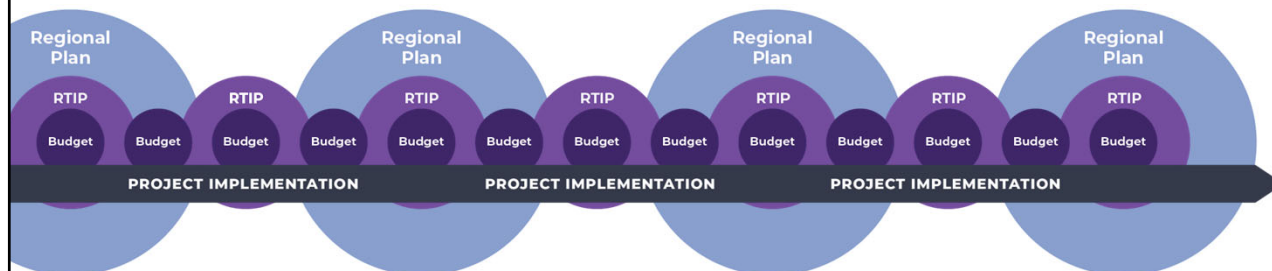 Regional
Plan
Regional
Plan
Regional
Plan
Regional
Plan
RTIP
RTIP
RTIP
RTIP
RTIP
RTIP
RTIP
Budget
Budget
Budget
Budget
Budget
Budget
Budget
Budget
Budget
Budget
Budget
Budget
Budget
PROJECT IMPLEMENTATION
PROJECT IMPLEMENTATION
PROJECT IMPLEMENTATION